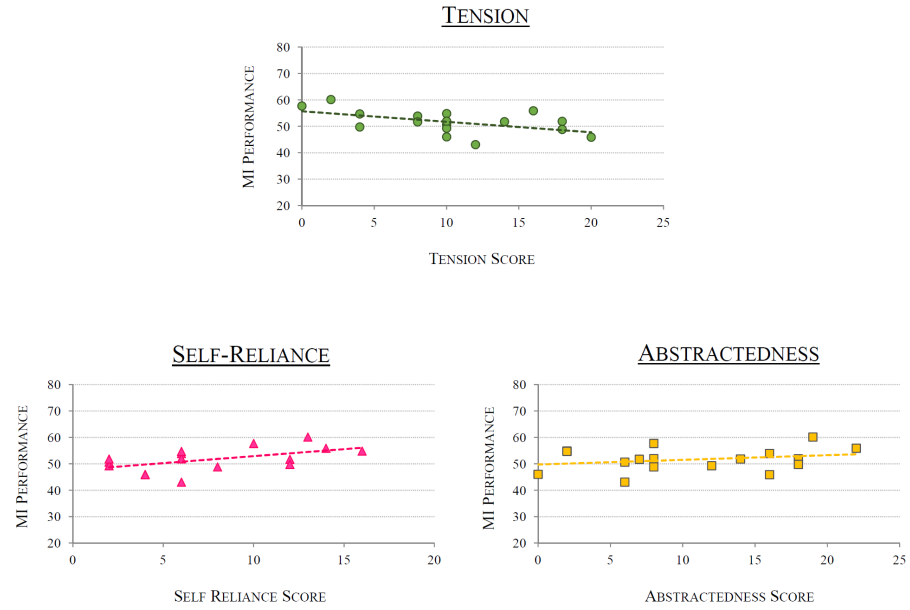 TENSION
80
70
60
50
40
30
20
MI PERFORMANCE
0 5 10 15 20 25
TENSION SCORE
SELF-RELIANCE
80
70
60
50
40
30
20
MI PERFORMANCE
0 5 10 15 20
SELF RELIANCE SCORE
ABSTRACTEDNESS
80
70
60
50
40
30
20
MI PERFORMANCE
0 5 10 15 20 25
ABSTRACTEDNESS SCORE